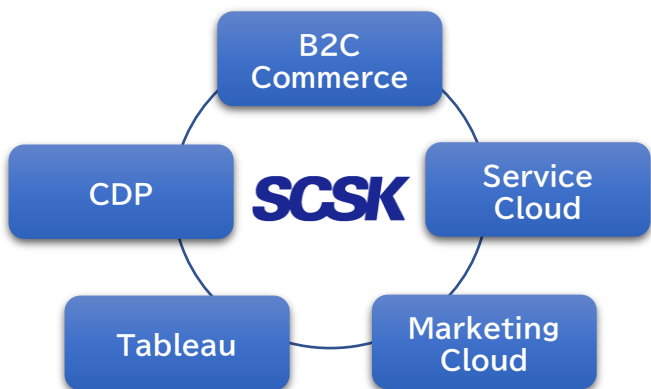 B2C
Commerce
CDP
SCSK
Service
Cloud
Tableau
Marketing
Cloud